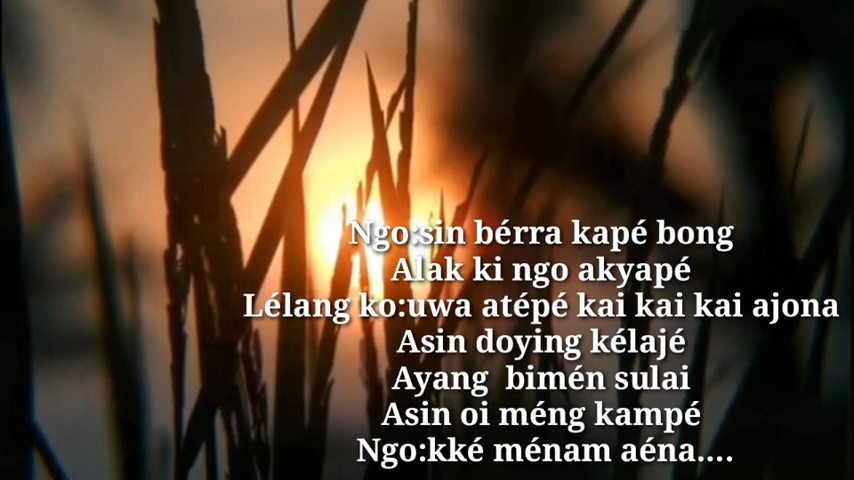 Ngo:sin bérra kapé bong
Alak ki ngo akyapé
Lélang ko:uwa atépé kai kai kai ajona
Asin doying kélajé
Ayang  bimén sulai
Asin oi méng kampé
Ngo:kké ménam aéna....